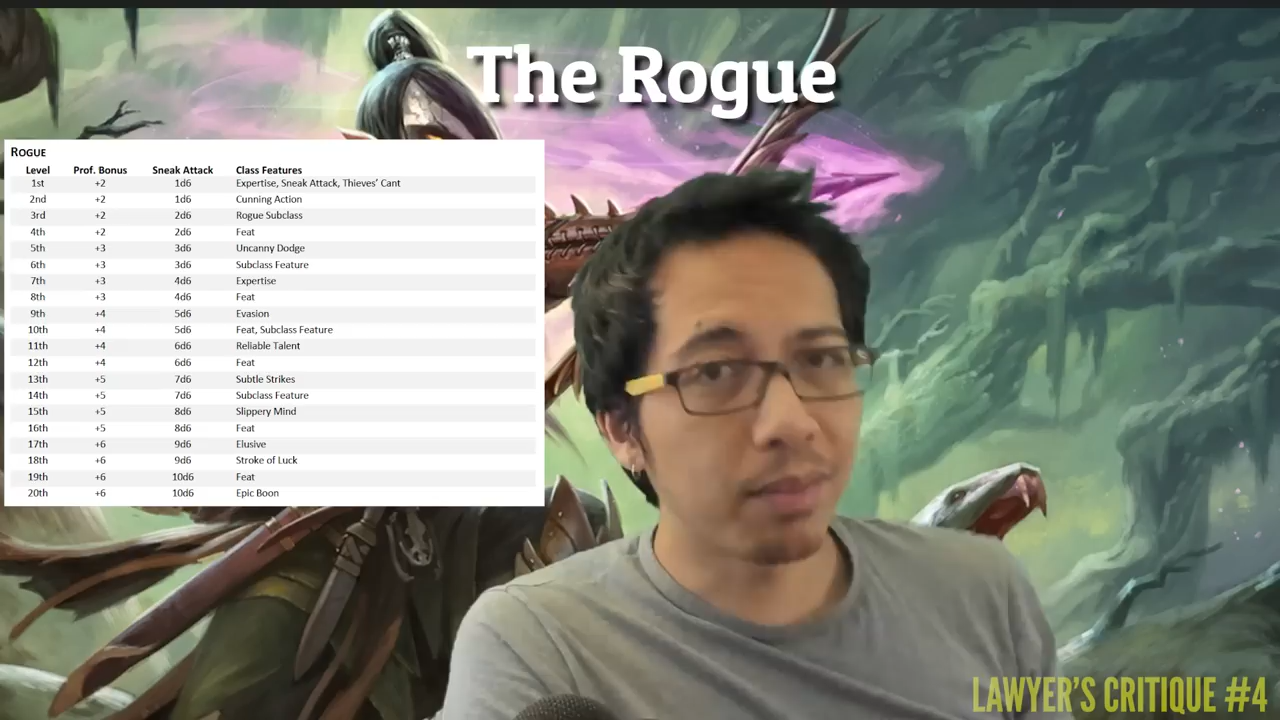 The Rogue
ROGUE
Level Prof. Bonus Sneak Attack Class Features
1st +2 1d6 Expertise, Sneak Attack, Thieves' Cant
2nd +2 1d6 Cunning Action
3rd +2 2d6 Rogue Subclass
4th +2 2d6 Feat
5th +3 3d6 Uncanny Dodge
6th +3 3d6 Subclass Feature
7th +3 4d6 Expertise
8th +3 4d6 Feat
9th +4 5d6 Evasion
10th +4 5d6 Feat, Subclass Feature
11th +4 6d6 Reliable Talent
12th +4 6d6 Feat
13th +5 7d6 Subtle Strikes
14th +5 7d6 Subclass Feature
15th +5 8d6 Slippery Mind
16th +5 8d6 Feat
17th +6 9d6 Elusive
18th +6 9d6 Stroke of Luck
19th +6 10d6 Feat
20th +6 10d6 Epic Boon
LAWYER'S CRITIQUE #4